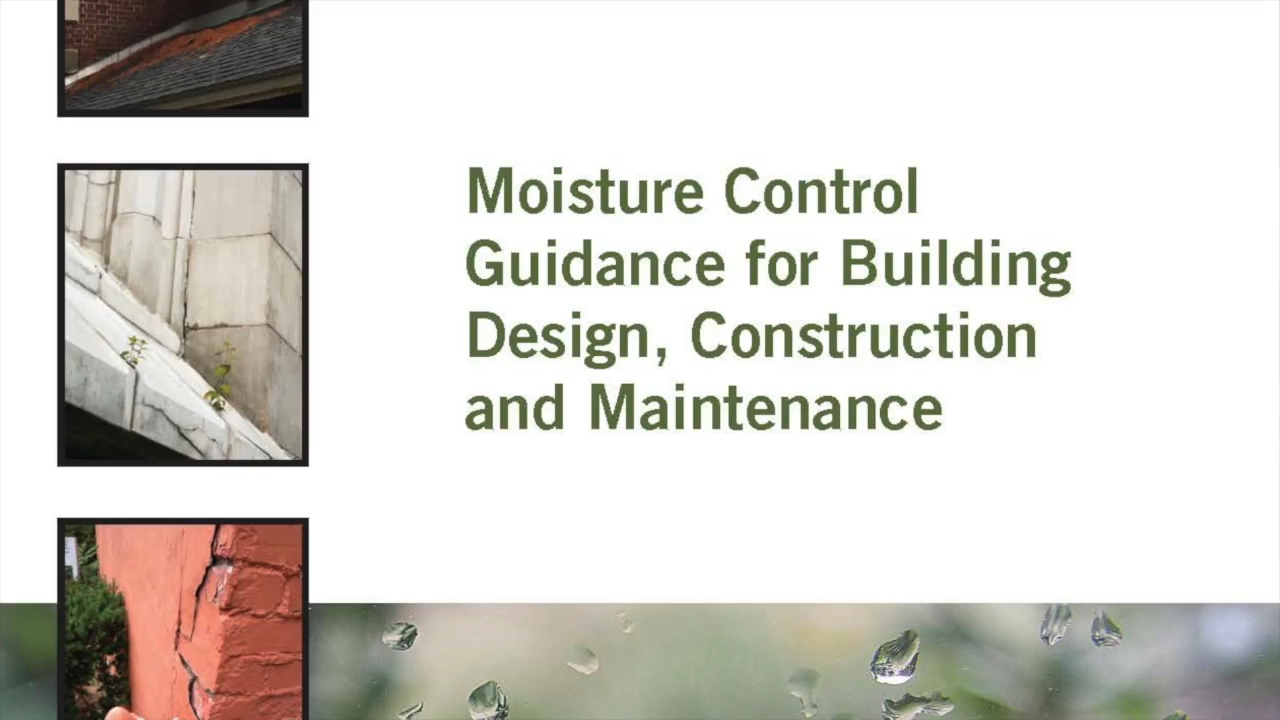 Moisture Control
Guidance for Building
Design, Construction
and Maintenance